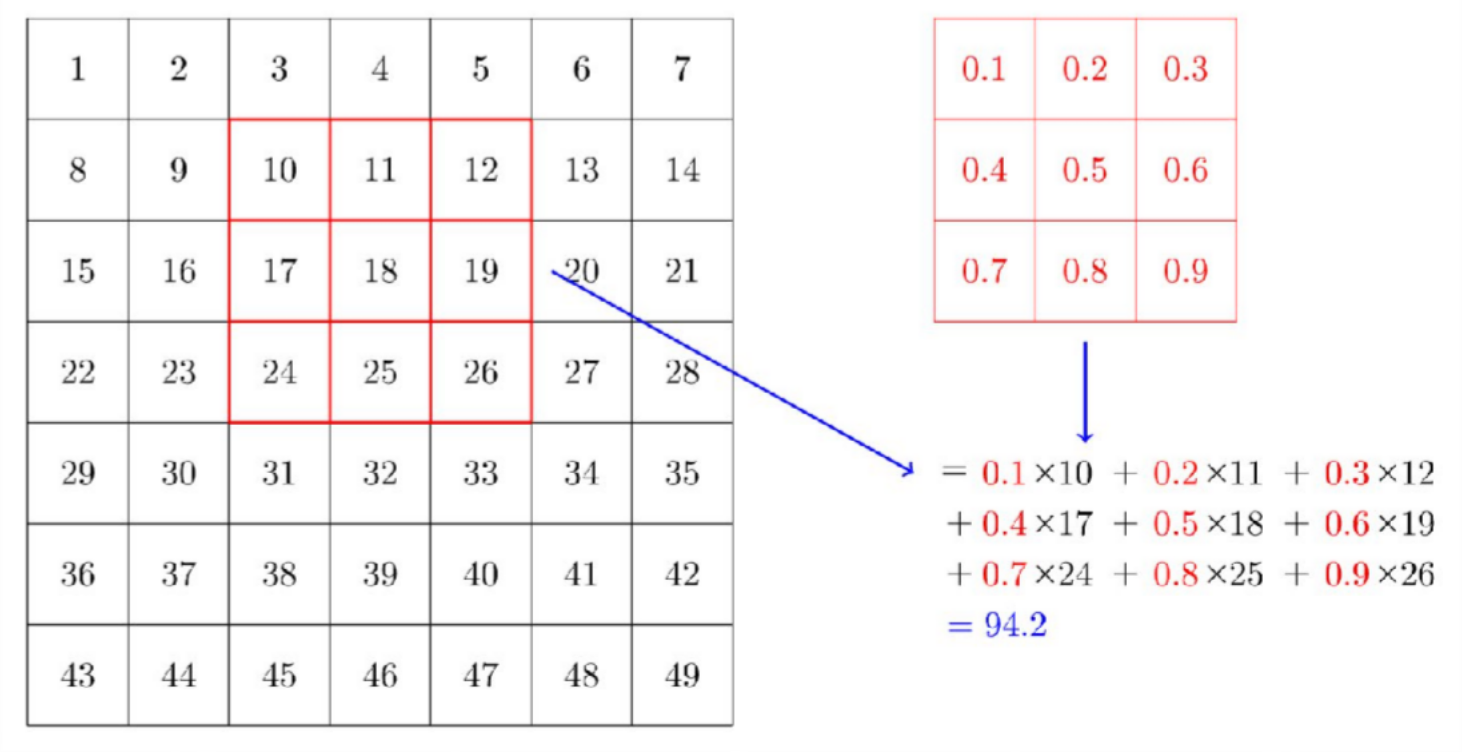 1 2 3 4 5 6 7
8 9 10 11 12 13 14
15 16 17 18 19 20 21
22 23 24 25 26 27 28
29 30 31 32 33 34 35
36 37 38 39 40 41 42
43 44 45 46 47 48 49
0.1 0.2 0.3
0.4 0.5 0.6
0.7 0.8 0.9
= 0.1 ×10 + 0.2 ×11 + 0.3 ×12
+ 0.4 ×17 + 0.5 ×18 + 0.6 ×19
+ 0.7 ×24 + 0.8 ×25 + 0.9 ×26
= 94.2